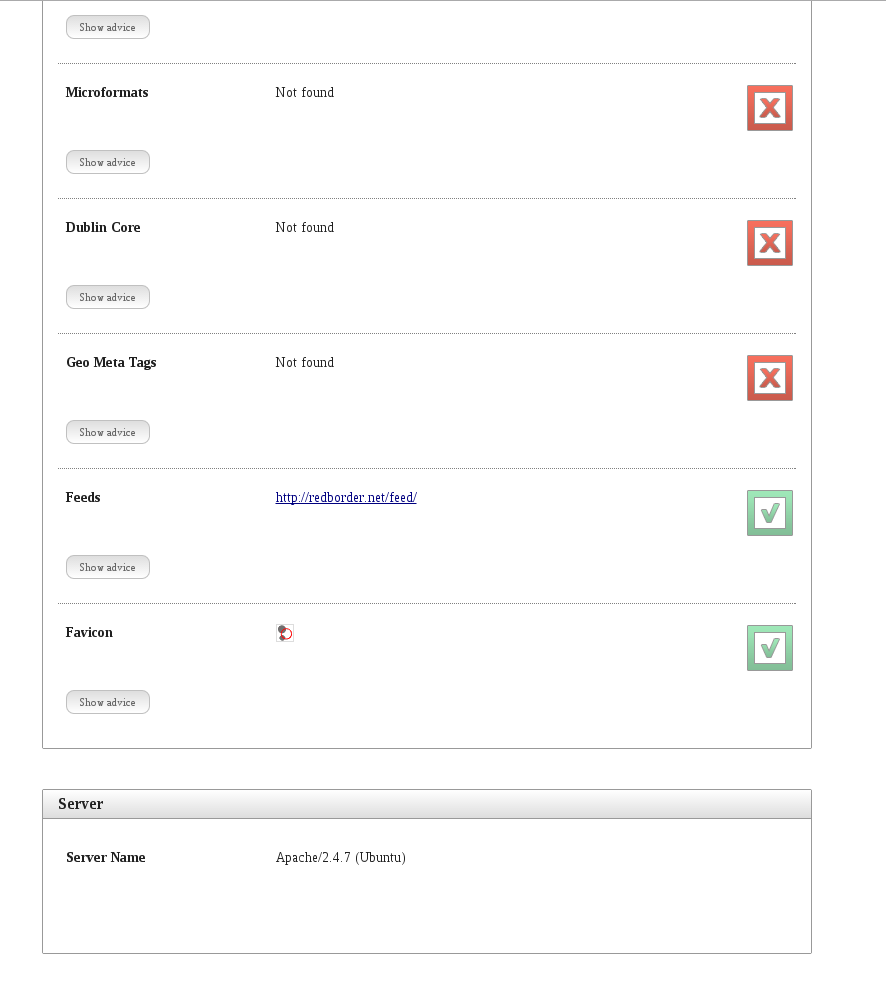 Show advice
Microformats Not found
Show advice
Dublin Core Not found
Show advice
Geo Meta Tags Not found
Show advice
Feeds http://redborder.net/feed/
Show advice
Favicon
Show advice
Server
Server Name Apache/2.4.7 (Ubuntu)